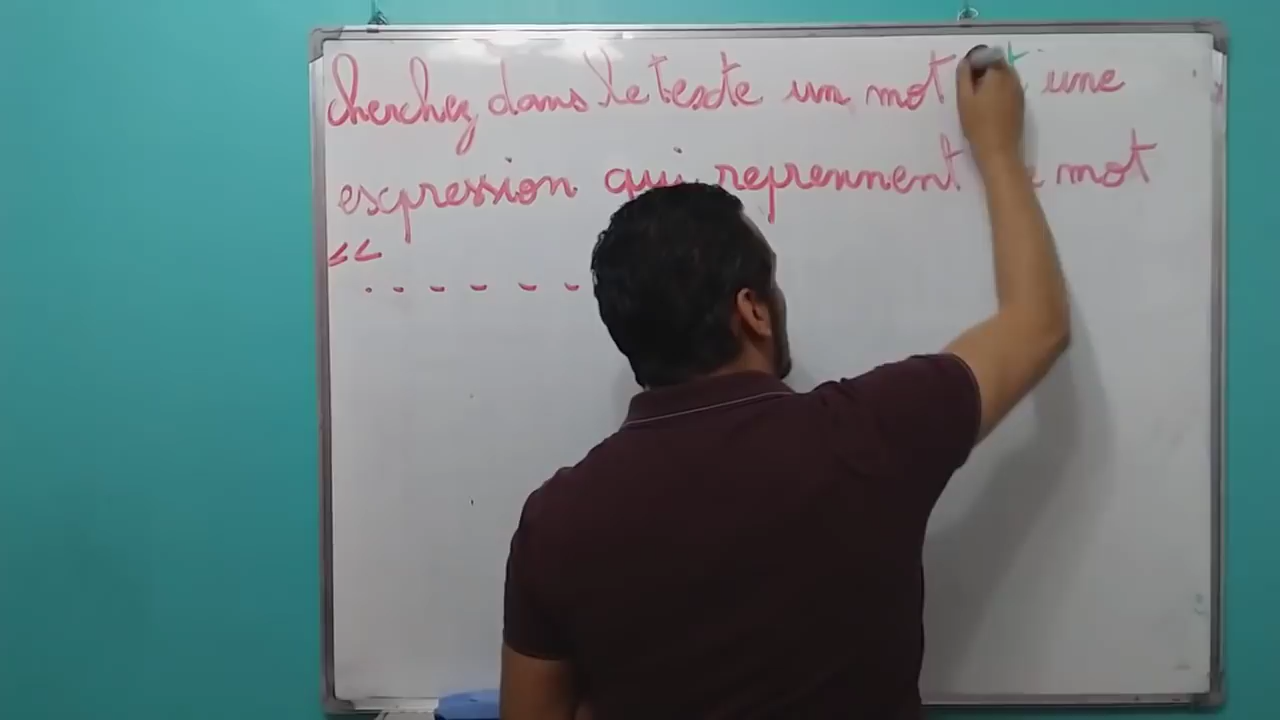 Cherchez dans le texte un mot une
expression qui reprennent mot
<< . - - - - -